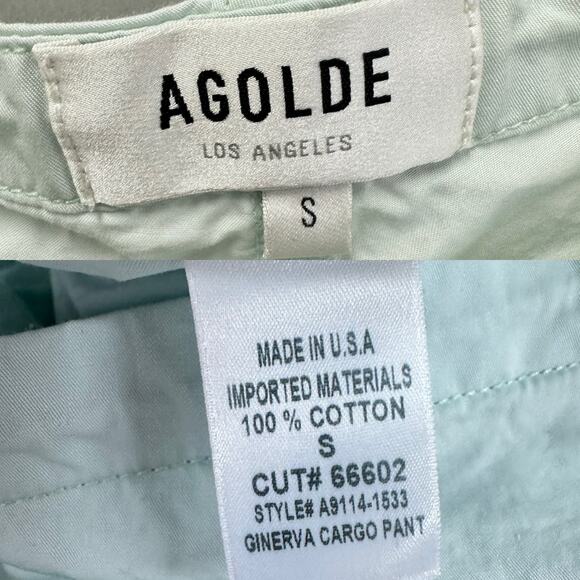 AGOLDE
LOS ANGELES
S
MADE IN U.S.A
IMPORTED MATERIALS
100 % COTTON
S
CUT# 66602
STYLE# A9114-1533
GINERVA CARGO PANT